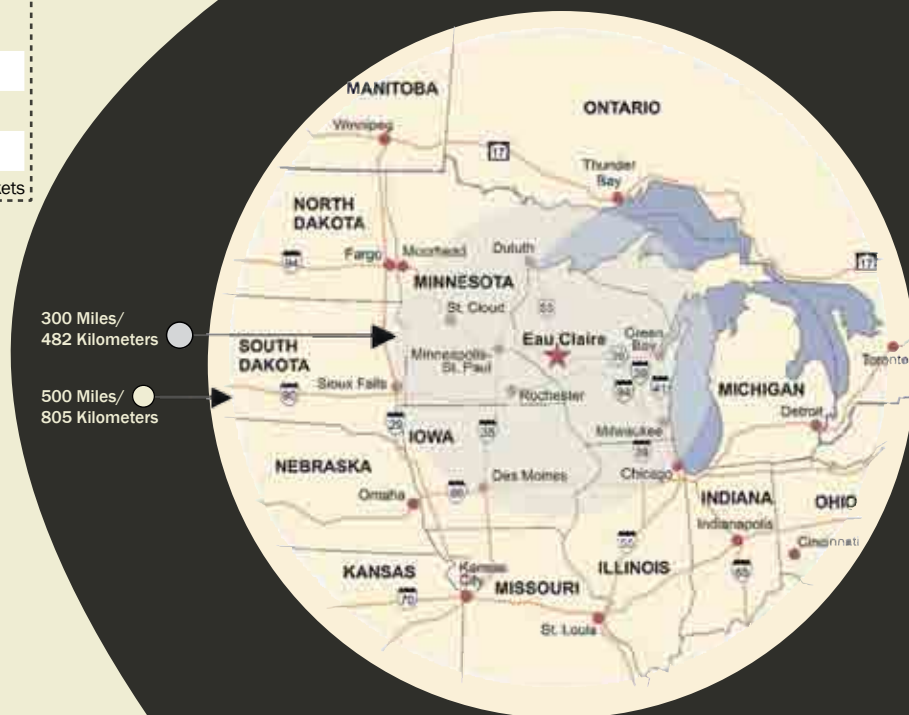 kets
300 Miles/
482 Kilometers
500 Miles/
805 Kilometers
MANITOBA
ONTARIO
Winnipeg
17
Thunder
Bay
NORTH
DAKOTA
Fargo
Moorhead
Duluth
94
17
MINNESOTA
St. Cloud
Eau Claire
Green
Bay
Minneapolis-
St. Paul
SOUTH
DAKOTA
Toronto
Sioux Falls
90
Rochester
94
41
MICHIGAN
Detroit
29
IOWA
35
Milwaukee
39
NEBRASKA
Des Moines
Chicago
Omaha
80
INDIANA
OHIO
Indianapolis
55
Cincinnati
KANSAS
Kansas
City
MISSOURI
ILLINOIS
65
70
St. Louis